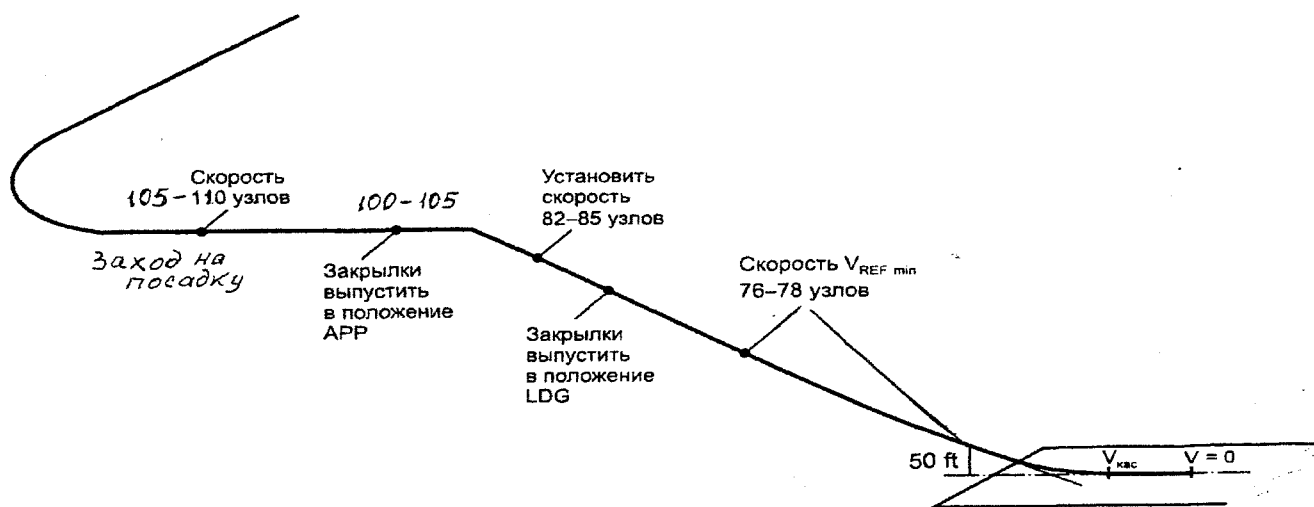 Скорость
105-110 узлов
Заход на
посадку
100-105
Закрылки
выпустить
в положение
APP
Установить
скорость
82–85 узлов
Закрылки
выпустить
в положение
LDG
Скорость VREF min
76–78 узлов
50 ft
Vкас
V = 0